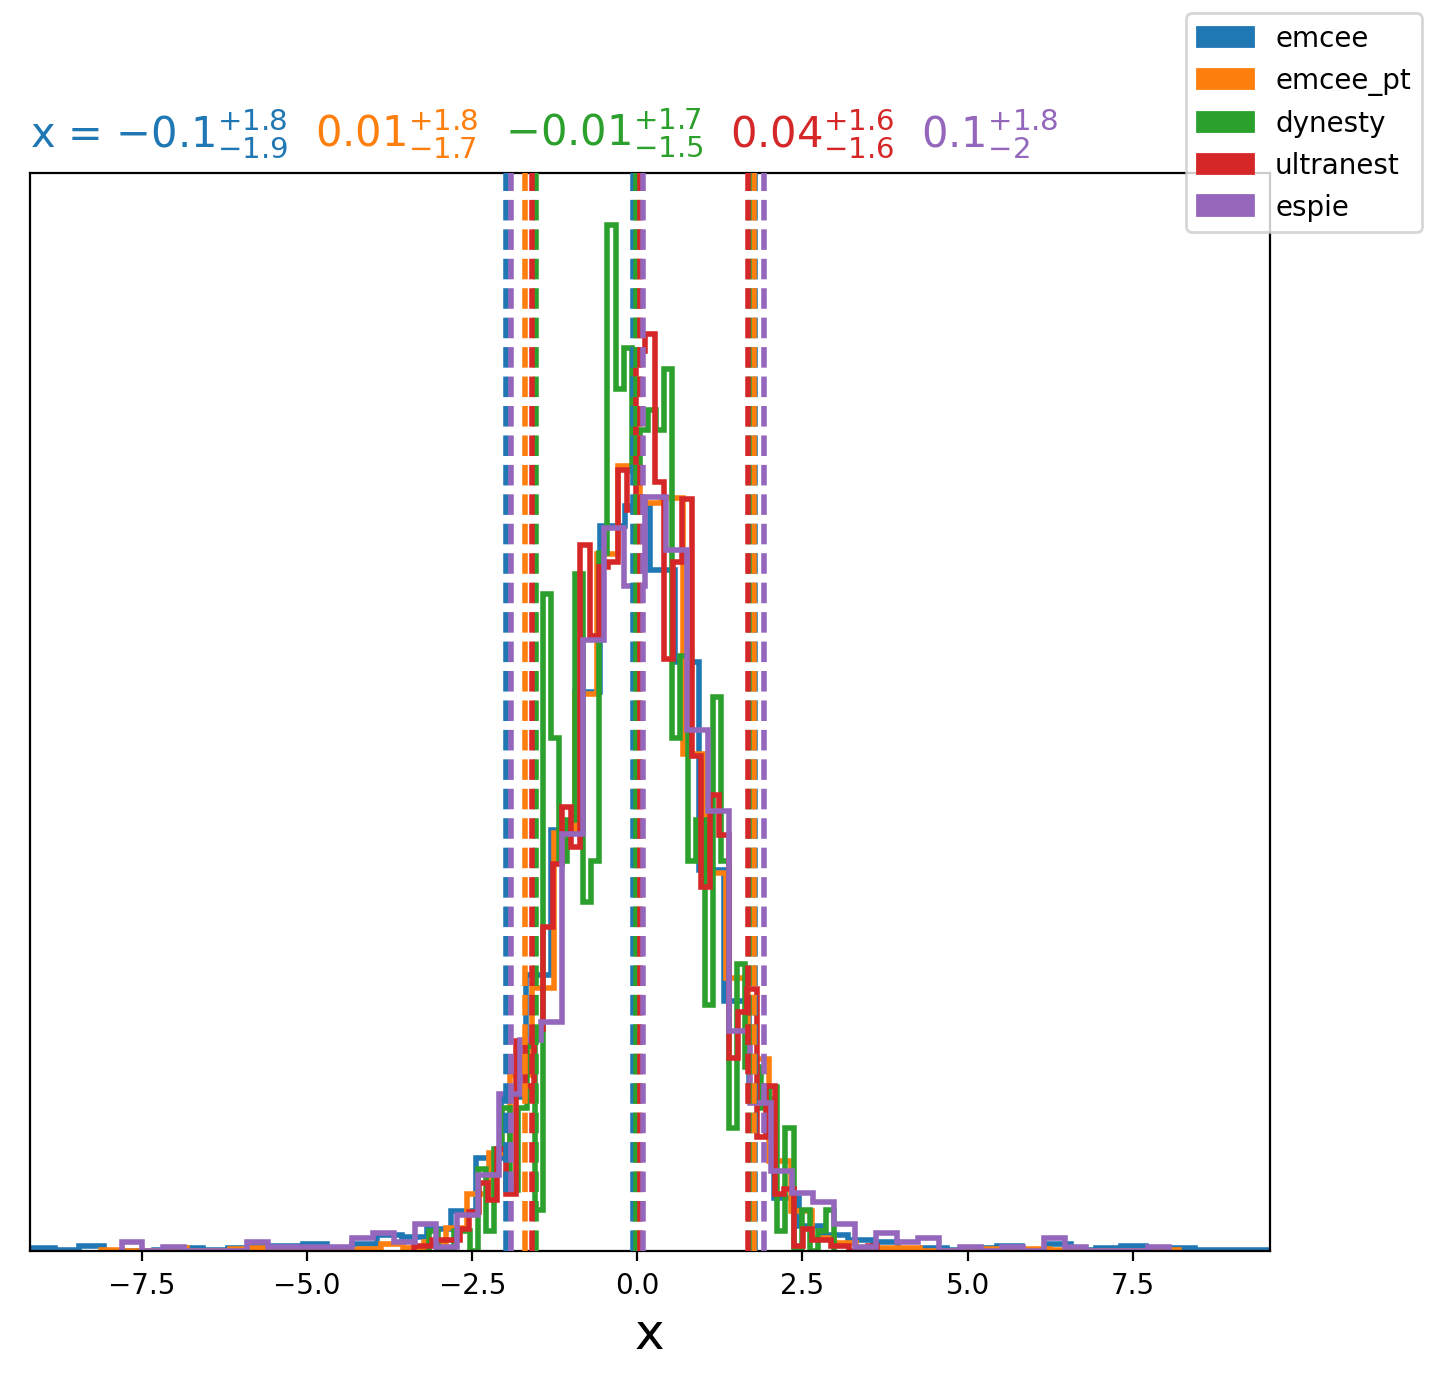 emcee
emcee_pt
dynesty
ultranest
espie
x = −0.1+1.8−1.9 0.01+1.8−1.7 −0.01+1.7−1.5 0.04+1.6−1.6 0.1+1.8−2
−7.5 −5.0 −2.5 0.0 2.5 5.0 7.5
x